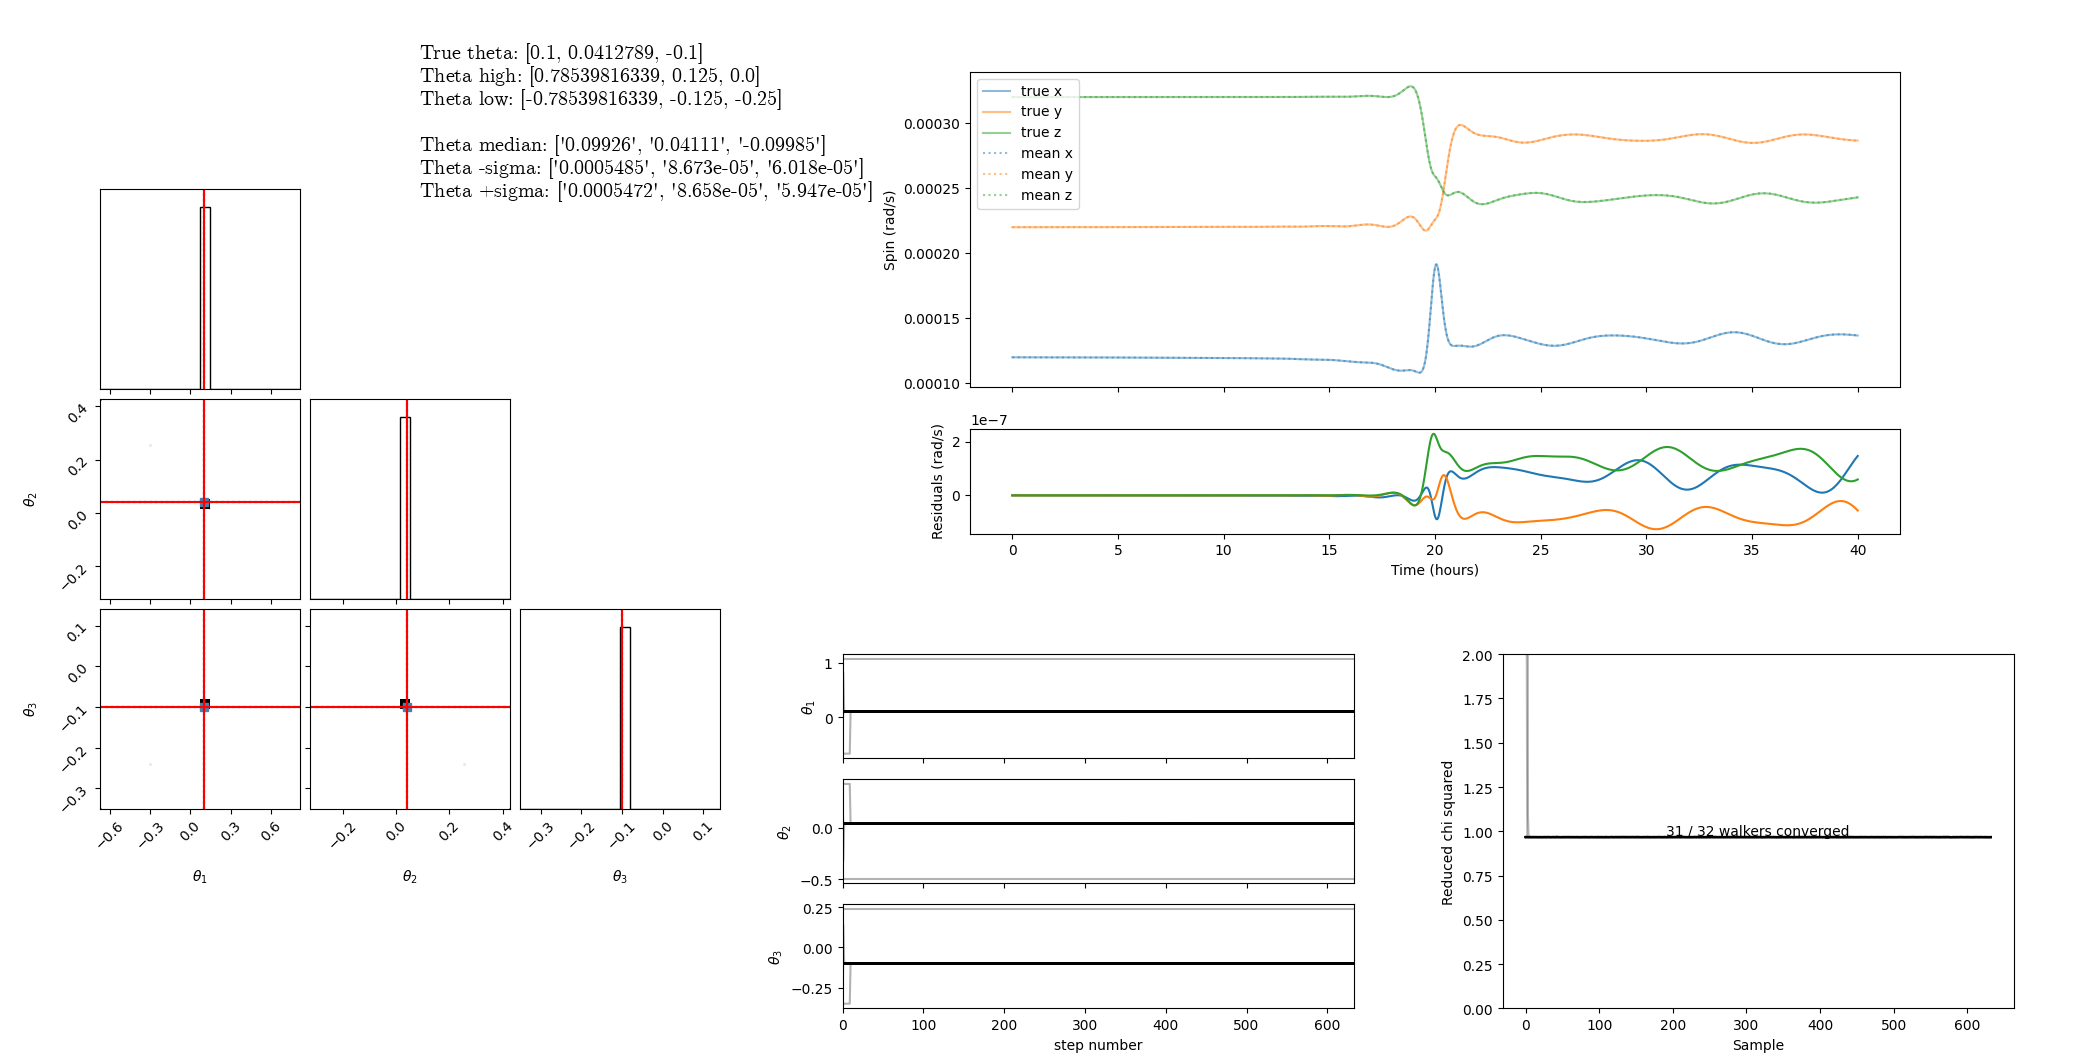 True theta: [0.1, 0.0412789, -0.1]
Theta high: [0.78539816339, 0.125, 0.0]
Theta low: [-0.78539816339, -0.125, -0.25]
Theta median: ['0.09926', '0.04111', '-0.09985']
Theta -sigma: ['0.0005485', '8.673e-05', '6.018e-05']
Theta +sigma: ['0.0005472', '8.658e-05', '5.947e-05']
θ2
0.4
0.2
0.0
−0.2
θ3
0.1
0.0
−0.1
−0.2
−0.3
−0.6 −0.3 0.0 0.3 0.6
θ1
−0.2 0.0 0.2 0.4
θ2
−0.3 −0.2 −0.1 0.0 0.1
θ3
Spin (rad/s)
0.00030
0.00025
0.00020
0.00015
0.00010
true x
true y
true z
mean x
mean y
mean z
1e−7
Residuals (rad/s)
2
0
0 5 10 15 20 25 30 35 40
Time (hours)
θ1
1
0
θ2
0.0
−0.5
θ3
0.25
0.00
−0.25
0 100 200 300 400 500 600
step number
Reduced chi squared
2.00
1.75
1.50
1.25
1.00
0.75
0.50
0.25
0.00
31 / 32 walkers converged
0 100 200 300 400 500 600
Sample